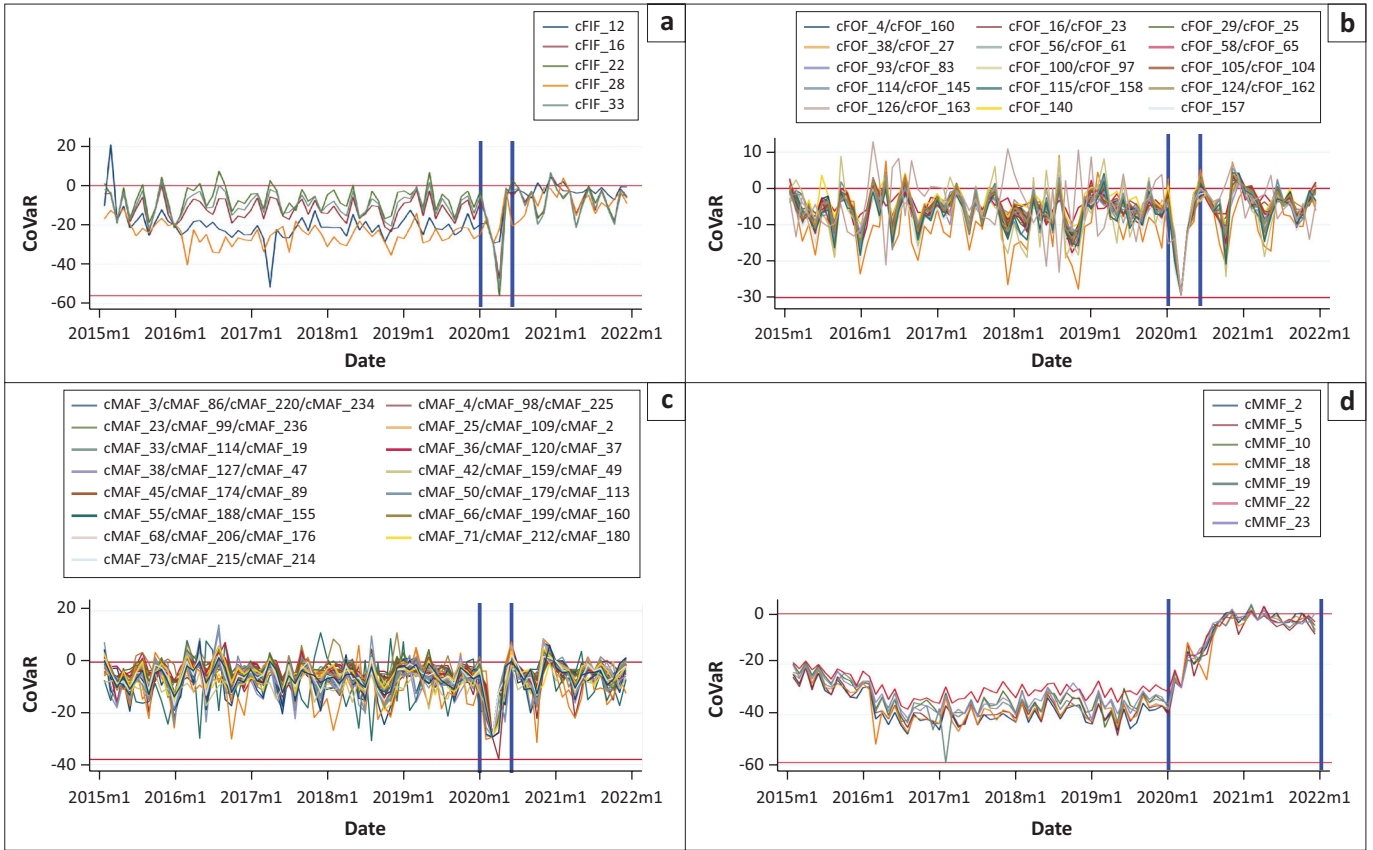 a
cFIF_12
cFIF_16
cFIF_22
cFIF_28
cFIF_33
20
0
-20
-40
-60
CoVaR
2015m1 2016m1 2017m1 2018m1 2019m1 2020m1 2021m1 2022m1
Date
b
cFOF_4/cFOF_160 cFOF_16/cFOF_23 cFOF_29/cFOF_25
cFOF_38/cFOF_27 cFOF_56/cFOF_61 cFOF_58/cFOF_65
cFOF_93/cFOF_83 cFOF_100/cFOF_97 cFOF_105/cFOF_104
cFOF_114/cFOF_145 cFOF_115/cFOF_158 cFOF_124/cFOF_162
cFOF_126/cFOF_163 cFOF_140 cFOF_157
10
0
-10
-20
-30
CoVaR
2015m1 2016m1 2017m1 2018m1 2019m1 2020m1 2021m1 2022m1
Date
c
cMAF_3/cMAF_86/cMAF_220/cMAF_234 cMAF_4/cMAF_98/cMAF_225
cMAF_23/cMAF_99/cMAF_236 cMAF_25/cMAF_109/cMAF_2
cMAF_33/cMAF_114/cMAF_19 cMAF_36/cMAF_120/cMAF_37
cMAF_38/cMAF_127/cMAF_47 cMAF_42/cMAF_159/cMAF_49
cMAF_45/cMAF_174/cMAF_89 cMAF_50/cMAF_179/cMAF_113
cMAF_55/cMAF_188/cMAF_155 cMAF_66/cMAF_199/cMAF_160
cMAF_68/cMAF_206/cMAF_176 cMAF_71/cMAF_212/cMAF_180
cMAF_73/cMAF_215/cMAF_214
20
0
-20
-40
CoVaR
2015m1 2016m1 2017m1 2018m1 2019m1 2020m1 2021m1 2022m1
Date
d
cMMF_2
cMMF_5
cMMF_10
cMMF_18
cMMF_19
cMMF_22
cMMF_23
0
-20
-40
-60
CoVaR
2015m1 2016m1 2017m1 2018m1 2019m1 2020m1 2021m1 2022m1
Date